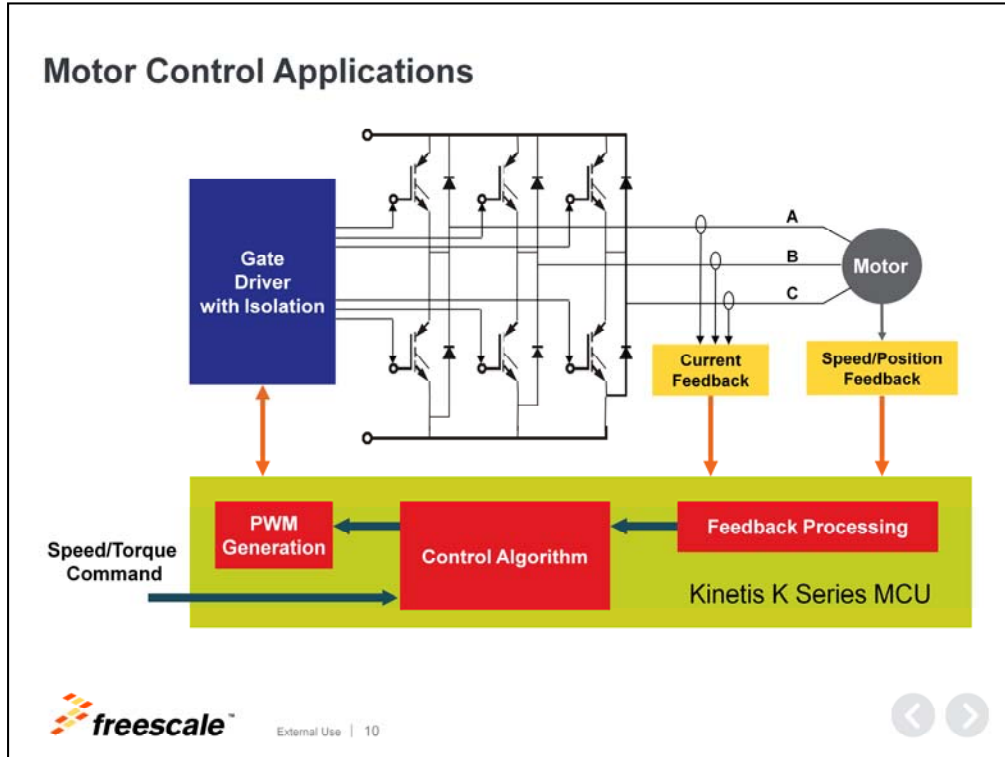 Motor Control Applications
Gate
Driver
with Isolation
A
B
C
Motor
Current
Feedback
Speed/Position
Feedback
PWM
Generation
Control Algorithm
Feedback Processing
Speed/Torque
Command
Kinetis K Series MCU
freescale™
External Use | 10